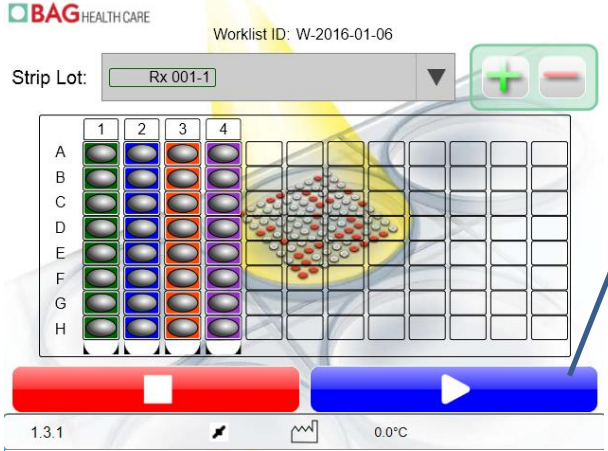 BAG HEALTH CARE
Worklist ID: W-2016-01-06
Strip Lot: Rx 001-1
1 2 3 4
A
B
C
D
E
F
G
H
1.3.1 0.0°C